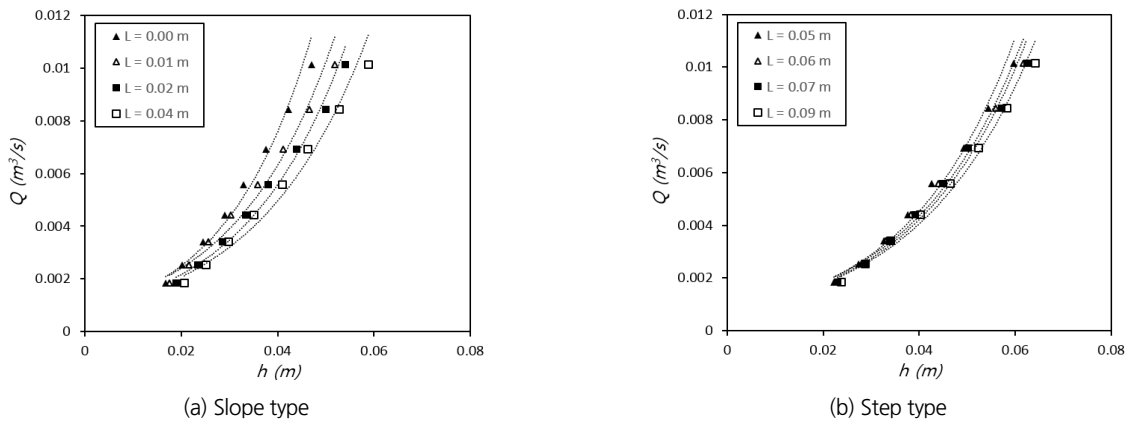 0.012
0.01
0.008
0.006
0.004
0.002
0
Q (m³/s)
L = 0.00 m
L = 0.01 m
L = 0.02 m
L = 0.04 m
0 0.02 0.04 0.06 0.08
h (m)
(a) Slope type
0.012
0.01
0.008
0.006
0.004
0.002
0
Q (m³/s)
L = 0.05 m
L = 0.06 m
L = 0.07 m
L = 0.09 m
0 0.02 0.04 0.06 0.08
h (m)
(b) Step type